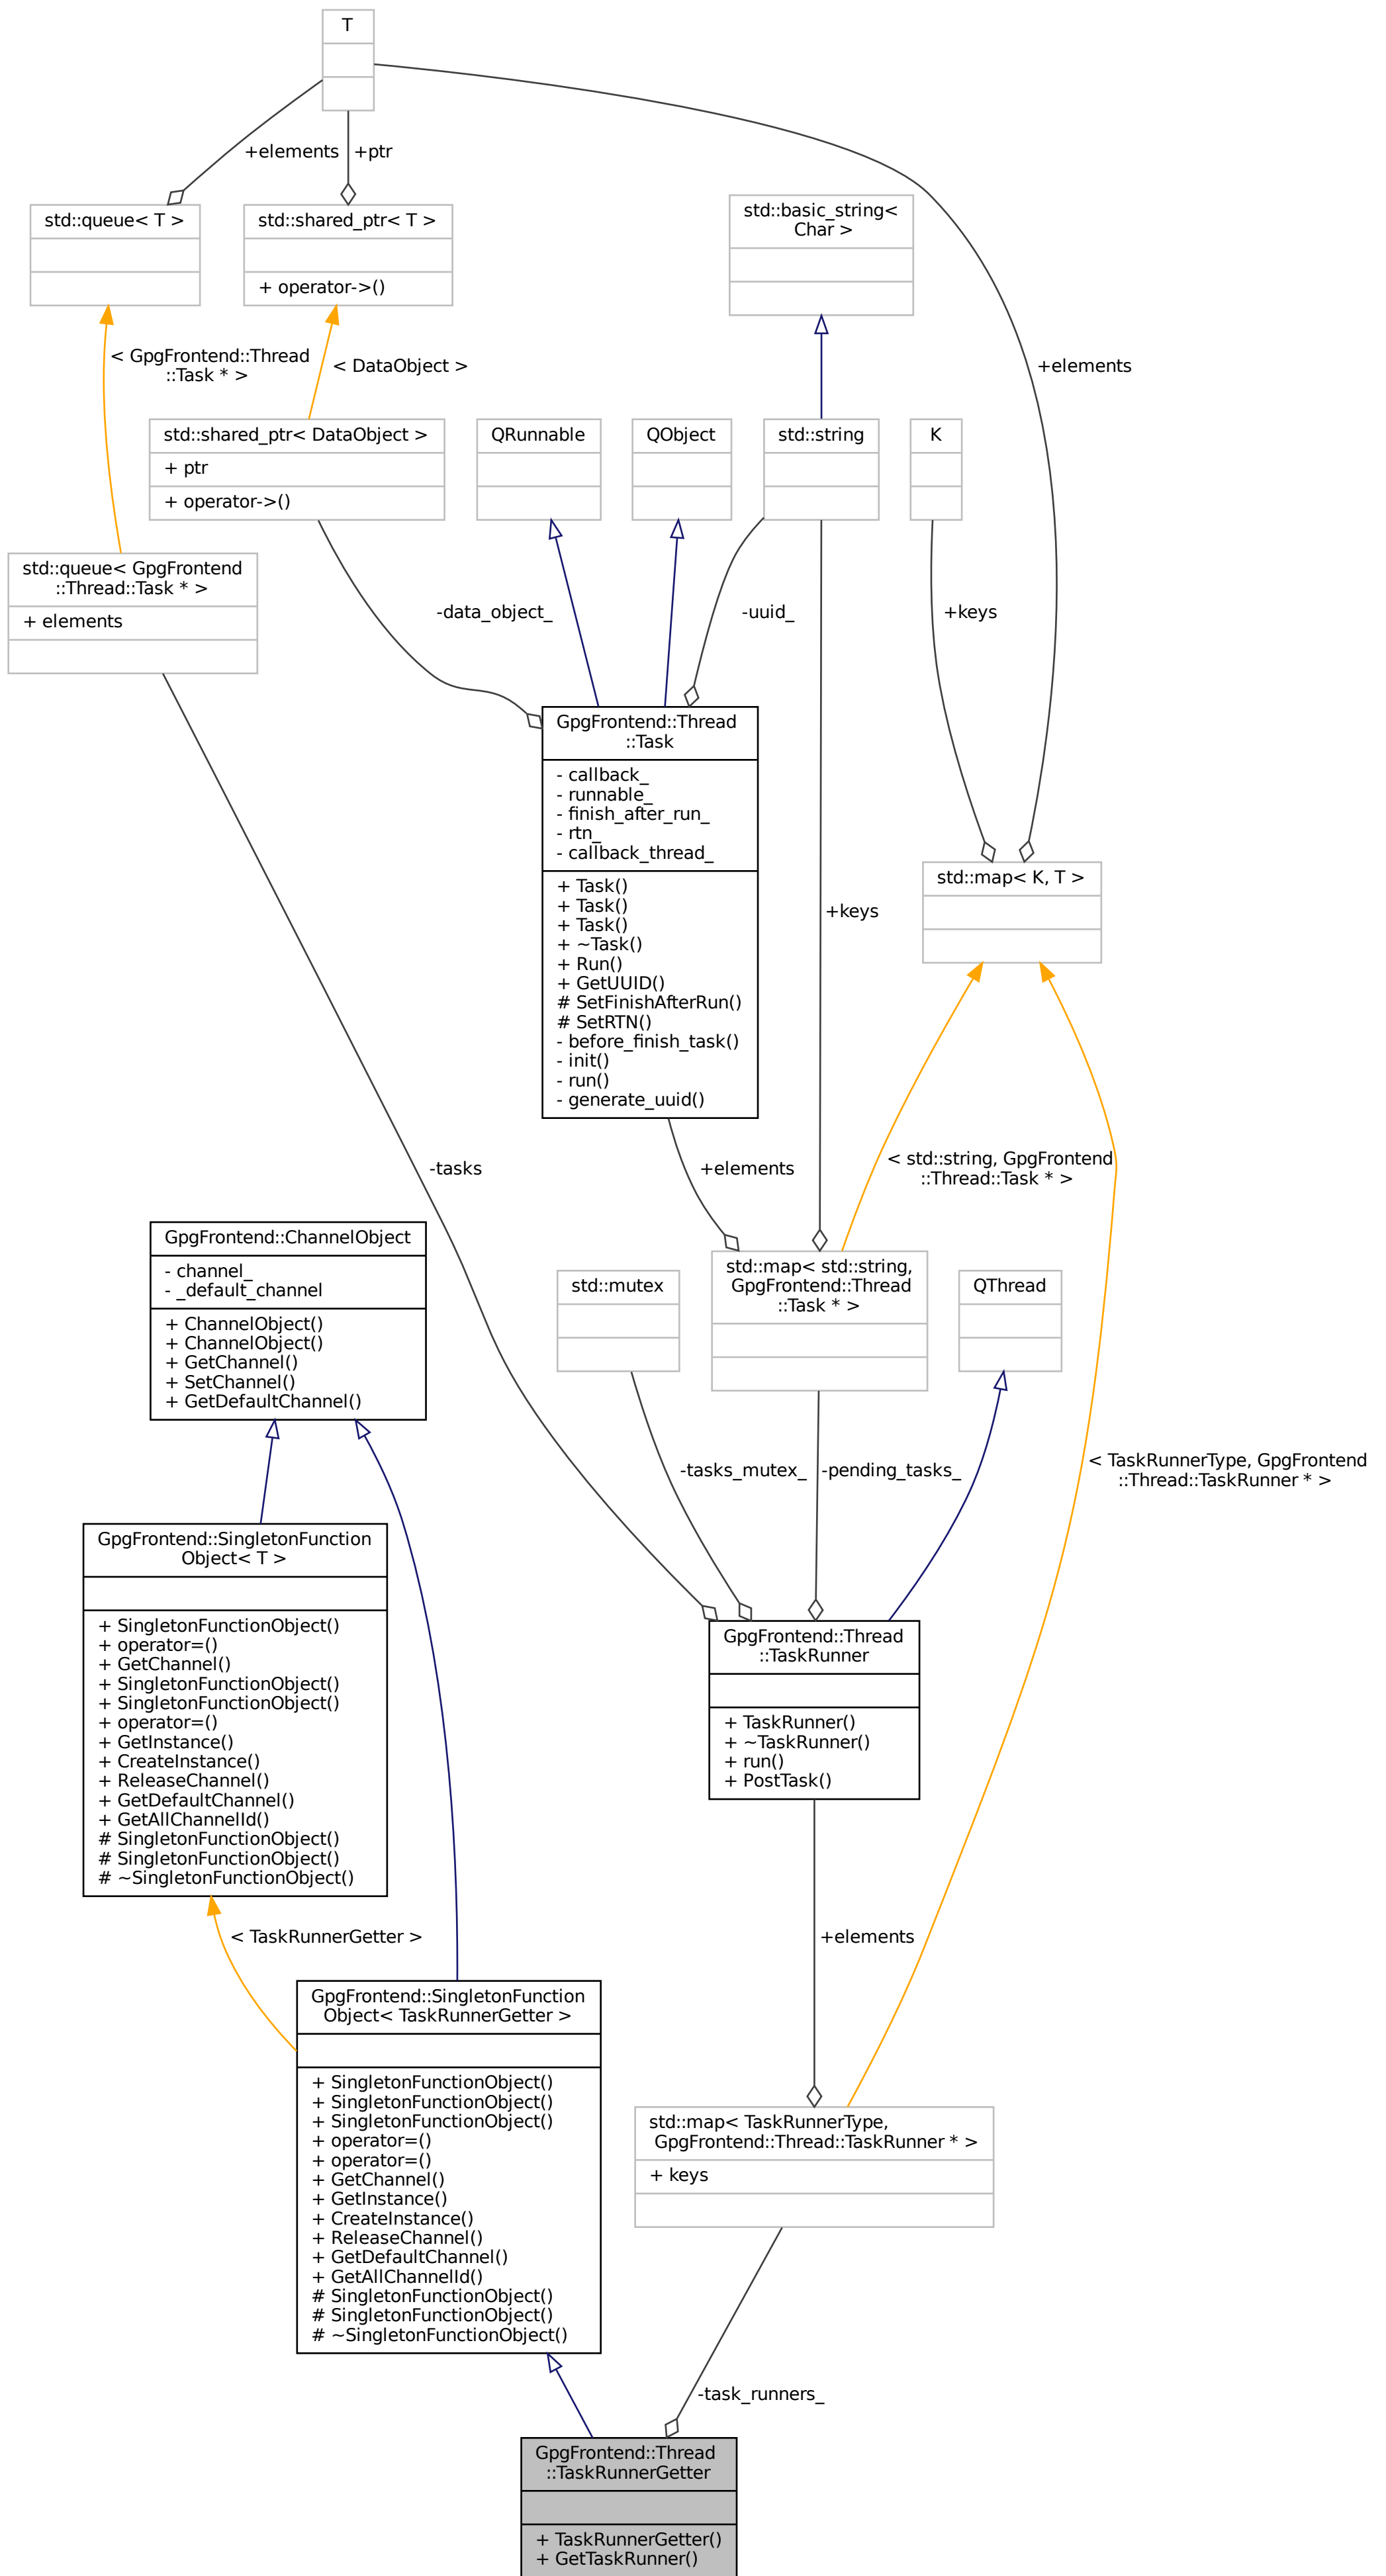 T
+elements
+ptr
std::queue< T >
std::shared_ptr< T >
+ operator->()
std::basic_string<
Char >
< GpgFrontend::Thread
::Task * >
< DataObject >
+elements
std::shared_ptr< DataObject >
+ ptr
+ operator->()
QRunnable
QObject
std::string
K
std::queue< GpgFrontend
::Thread::Task * >
+ elements
-data_object_
-uuid_
+keys
GpgFrontend::Thread
::Task
- callback_
- runnable_
- finish_after_run_
- rtn_
- callback_thread_
+ Task()
+ Task()
+ Task()
+ ~Task()
+ Run()
+ GetUUID()
# SetFinishAfterRun()
# SetRTN()
- before_finish_task()
- init()
- run()
- generate_uuid()
+keys
std::map< K, T >
-tasks
+elements
< std::string, GpgFrontend
::Thread::Task * >
GpgFrontend::ChannelObject
- channel_
- _default_channel
+ ChannelObject()
+ ChannelObject()
+ GetChannel()
+ SetChannel()
+ GetDefaultChannel()
std::mutex
std::map< std::string,
GpgFrontend::Thread
::Task * >
QThread
-tasks_mutex_
-pending_tasks_
< TaskRunnerType, GpgFrontend
::Thread::TaskRunner * >
GpgFrontend::SingletonFunction
Object< T >
+ SingletonFunctionObject()
+ operator=()
+ GetChannel()
+ SingletonFunctionObject()
+ SingletonFunctionObject()
+ operator=()
+ GetInstance()
+ CreateInstance()
+ ReleaseChannel()
+ GetDefaultChannel()
+ GetAllChannelId()
# SingletonFunctionObject()
# SingletonFunctionObject()
# ~SingletonFunctionObject()
GpgFrontend::Thread
::TaskRunner
+ TaskRunner()
+ ~TaskRunner()
+ run()
+ PostTask()
< TaskRunnerGetter >
+elements
GpgFrontend::SingletonFunction
Object< TaskRunnerGetter >
+ SingletonFunctionObject()
+ SingletonFunctionObject()
+ SingletonFunctionObject()
+ operator=()
+ operator=()
+ GetChannel()
+ GetInstance()
+ CreateInstance()
+ ReleaseChannel()
+ GetDefaultChannel()
+ GetAllChannelId()
# SingletonFunctionObject()
# SingletonFunctionObject()
# ~SingletonFunctionObject()
std::map< TaskRunnerType,
GpgFrontend::Thread::TaskRunner * >
+ keys
-task_runners_
GpgFrontend::Thread
::TaskRunnerGetter
+ TaskRunnerGetter()
+ GetTaskRunner()